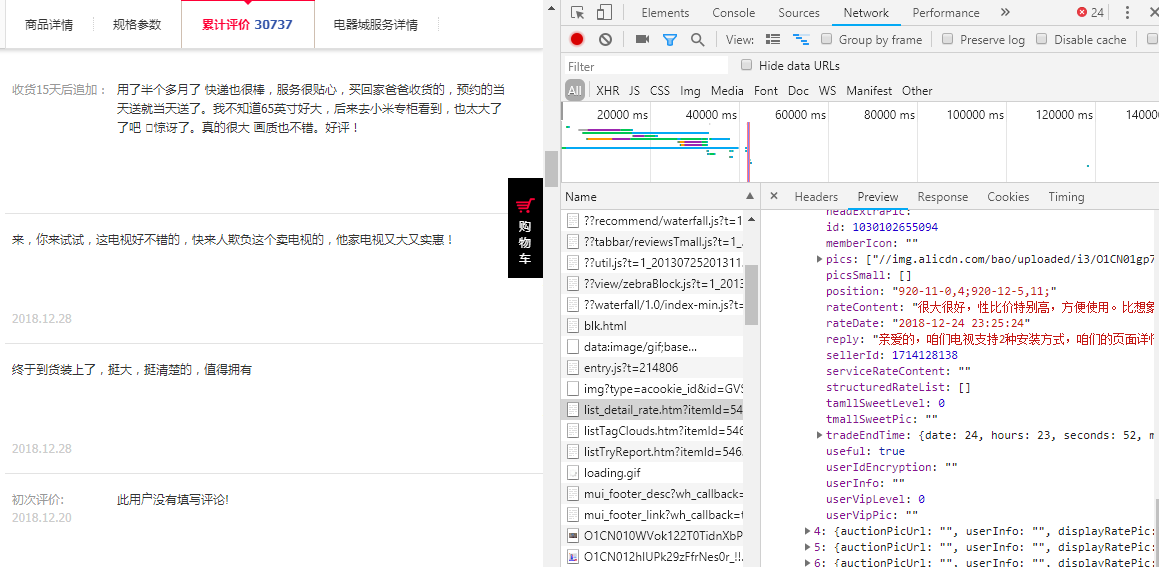 商品详情
规格参数
累计评价 30737
电器城服务详情
收货15天后追加：
用了半个多月了 快递也很棒，服务很贴心，买回家爸爸收货的，预约的当
天送就当天送了。我不知道65英寸好大，后来去小米专柜看到，也太大了
了吧 惊讶了。真的很大 画质也不错。好评！
来，你来试试，这电视好不错的，快来人欺负这个卖电视的，他家电视又大又实惠！
2018.12.28
终于到货装上了，挺大，挺清楚的，值得拥有
2018.12.28
初次评价:
2018.12.20
此用户没有填写评论!
购
物
车
Elements
Console
Sources
Network
Performance
24
View:
Group by frame
Preserve log
Disable cache
Filter
Hide data URLs
All XHR JS CSS Img Media Font Doc WS Manifest Other
20000 ms
40000 ms
60000 ms
80000 ms
100000 ms
120000 ms
14000
Name
??recommend/waterfall.js?t=1
??tabbar/reviewsTmall.js?t=1_
??util.js?t=1_20130725201311
??view/zebraBlock.js?t=1_2013
??waterfall/1.0/index-min.js?t=
blk.html
data:image/gif;base...
entry.js?t=214806
img?type=acookie_id&id=GVS
list_detail_rate.htm?itemId=54
listTagClouds.htm?itemId=546
listTryReport.htm?itemId=546
loading.gif
mui_footer_desc?wh_callback=
mui_footer_link?wh_callback=t
O1CN010WVok122T0TidnXbP
O1CN012hIUPk29zFfrNes0r_!!
Headers
Preview
Response
Cookies
Timing
headExtraPic:
id: 1030102655094
memberIcon: ""
pics: ["//img.alicdn.com/bao/uploaded/i3/O1CN01gp7
picsSmall: []
position: "920-11-0,4;920-12-5,11;"
rateContent: "很大很好，性比价特别高，方便使用。比想象
rateDate: "2018-12-24 23:25:24"
reply: "亲爱的，咱们电视支持2种安装方式，咱们的页面详情
sellerId: 1714128138
serviceRateContent: ""
structuredRateList: []
tamllSweetLevel: 0
tmallSweetPic: ""
tradeEndTime: {date: 24, hours: 23, seconds: 52, m
useful: true
userIdEncryption: ""
userInfo: ""
userVipLevel: 0
userVipPic: ""
4: {auctionPicUrl: "", userInfo: "", displayRatePic:
5: {auctionPicUrl: "", userInfo: "", displayRatePic:
6: {auctionPicUrl: "", userInfo: "", displayRatePic: